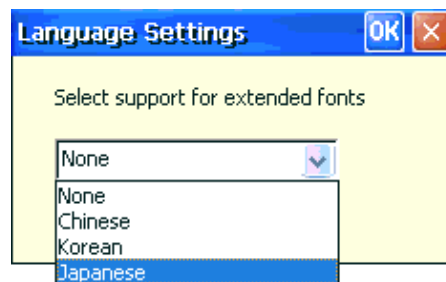 Language Settings OK
Select support for extended fonts
None
None
Chinese
Korean
Japanese